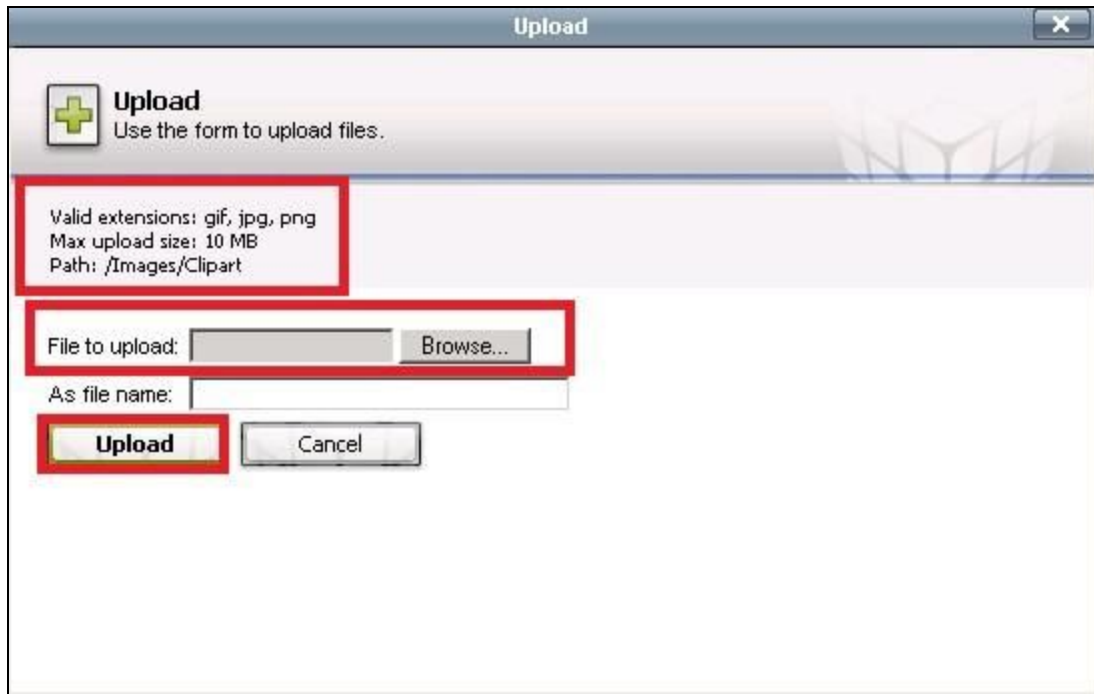 Upload
Upload
Use the form to upload files.
Valid extensions: gif, jpg, png
Max upload size: 10 MB
Path: /Images/Clipart
File to upload: Browse...
As file name:
Upload Cancel